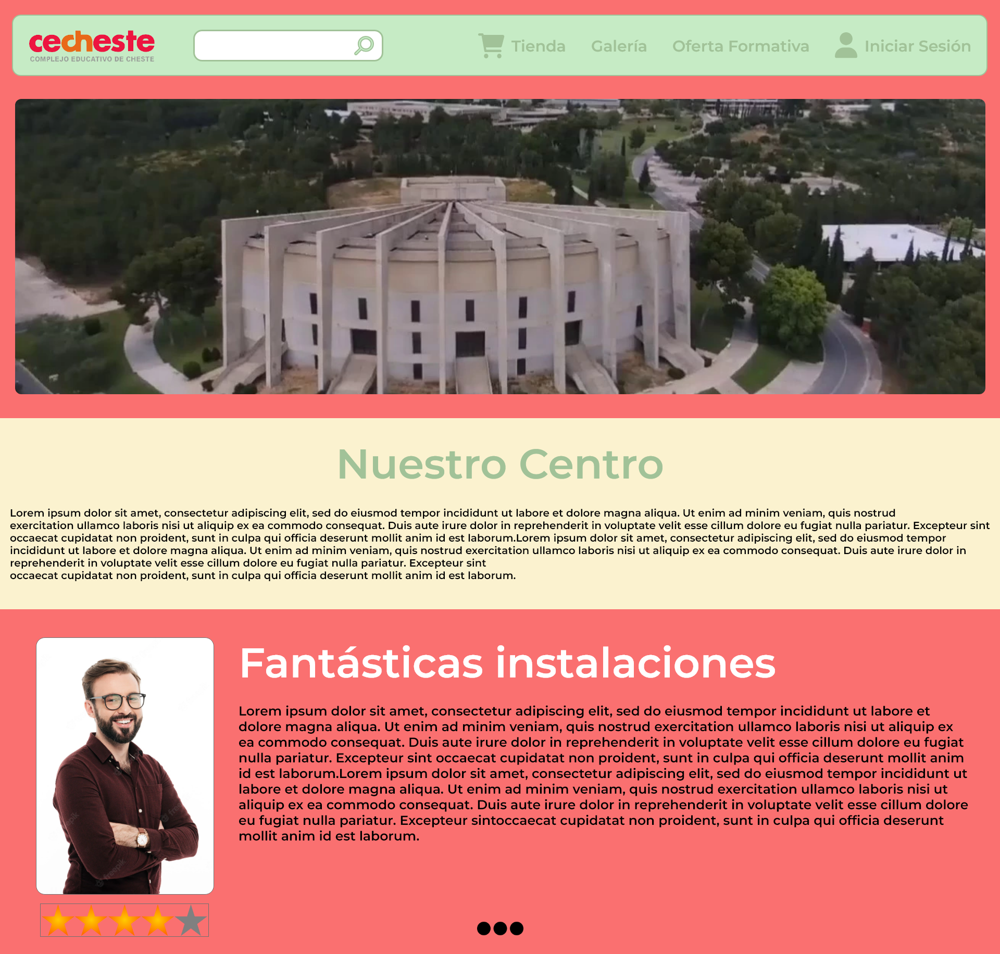 cecheste
COMPLEJO EDUCATIVO DE CHESTE
Tienda
Galería
Oferta Formativa
Iniciar Sesión
Nuestro Centro
Lorem ipsum dolor sit amet, consectetur adipiscing elit, sed do eiusmod tempor incididunt ut labore et dolore magna aliqua. Ut enim ad minim veniam, quis nostrud
exercitation ullamco laboris nisi ut aliquip ex ea commodo consequat. Duis aute irure dolor in reprehenderit in voluptate velit esse cillum dolore eu fugiat nulla pariatur. Excepteur sint
occaecat cupidatat non proident, sunt in culpa qui officia deserunt mollit anim id est laborum.Lorem ipsum dolor sit amet, consectetur adipiscing elit, sed do eiusmod tempor
incididunt ut labore et dolore magna aliqua. Ut enim ad minim veniam, quis nostrud exercitation ullamco laboris nisi ut aliquip ex ea commodo consequat. Duis aute irure dolor in
reprehenderit in voluptate velit esse cillum dolore eu fugiat nulla pariatur. Excepteur sint
occaecat cupidatat non proident, sunt in culpa qui officia deserunt mollit anim id est laborum.
Fantásticas instalaciones
Lorem ipsum dolor sit amet, consectetur adipiscing elit, sed do eiusmod tempor incididunt ut labore et
dolore magna aliqua. Ut enim ad minim veniam, quis nostrud exercitation ullamco laboris nisi ut aliquip ex
ea commodo consequat. Duis aute irure dolor in reprehenderit in voluptate velit esse cillum dolore eu fugiat
nulla pariatur. Excepteur sint occaecat cupidatat non proident, sunt in culpa qui officia deserunt mollit anim
id est laborum.Lorem ipsum dolor sit amet, consectetur adipiscing elit, sed do eiusmod tempor incididunt ut
labore et dolore magna aliqua. Ut enim ad minim veniam, quis nostrud exercitation ullamco laboris nisi ut
aliquip ex ea commodo consequat. Duis aute irure dolor in reprehenderit in voluptate velit esse cillum dolore
eu fugiat nulla pariatur. Excepteur sintoccaecat cupidatat non proident, sunt in culpa qui officia deserunt
mollit anim id est laborum.
freepik